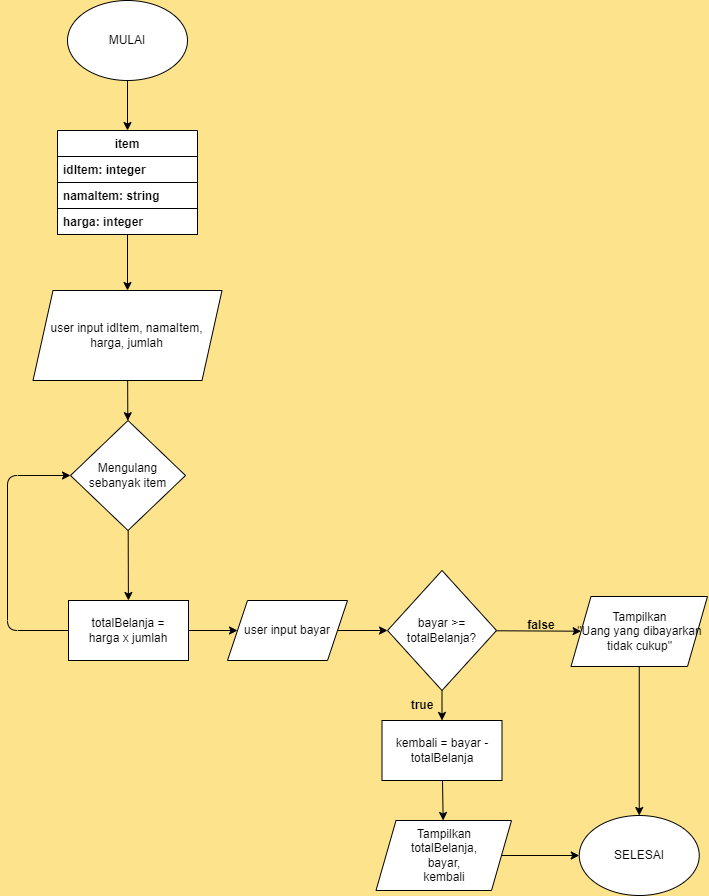 MULAI
item
idItem: integer
namaItem: string
harga: integer
user input idItem, namaItem,
harga, jumlah
Mengulang
sebanyak item
totalBelanja =
harga x jumlah
user input bayar
bayar >=
totalBelanja?
false
Tampilkan
"Uang yang dibayarkan
tidak cukup"
true
kembali = bayar -
totalBelanja
Tampilkan
totalBelanja,
bayar,
kembali
SELESAI